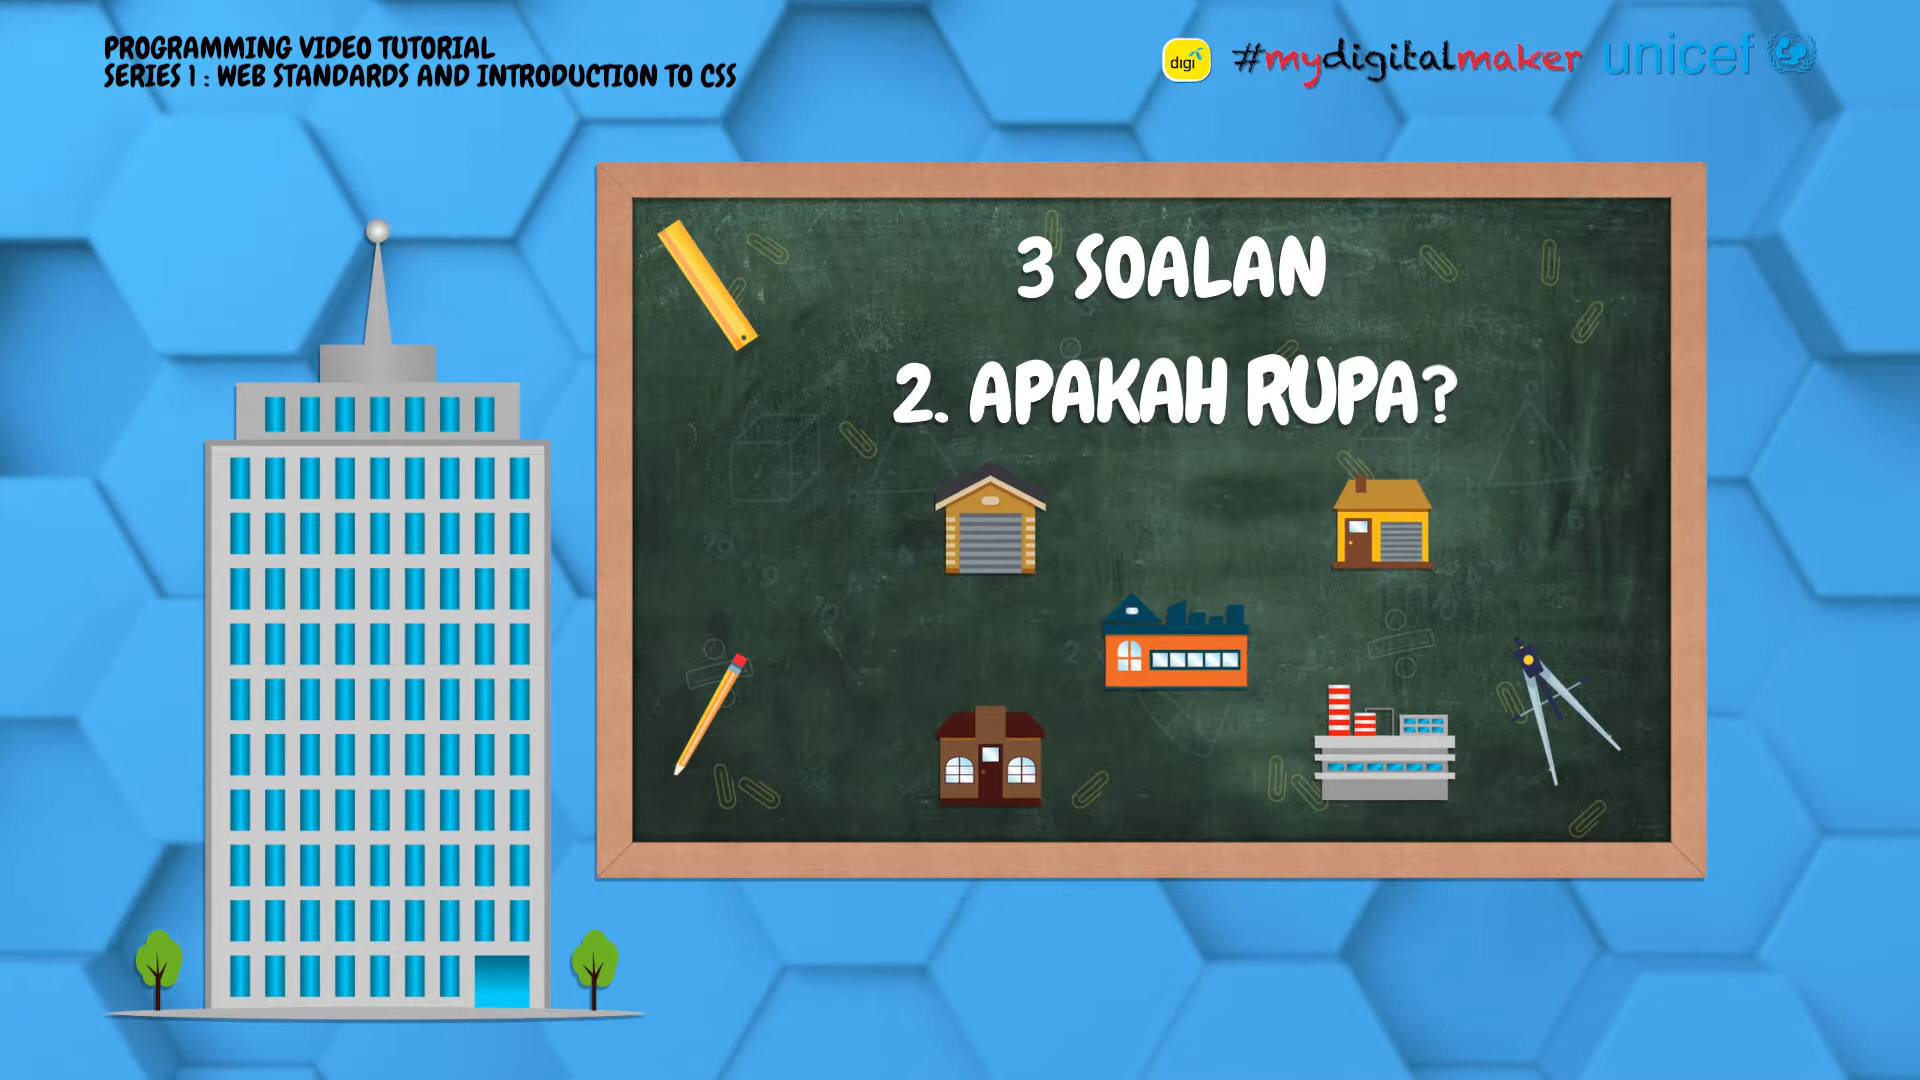 PROGRAMMING VIDEO TUTORIAL
SERIES 1 : WEB STANDARDS AND INTRODUCTION TO CSS
digi
#mydigitalmaker
unicef
3 SOALAN
2. APAKAH RUPA?